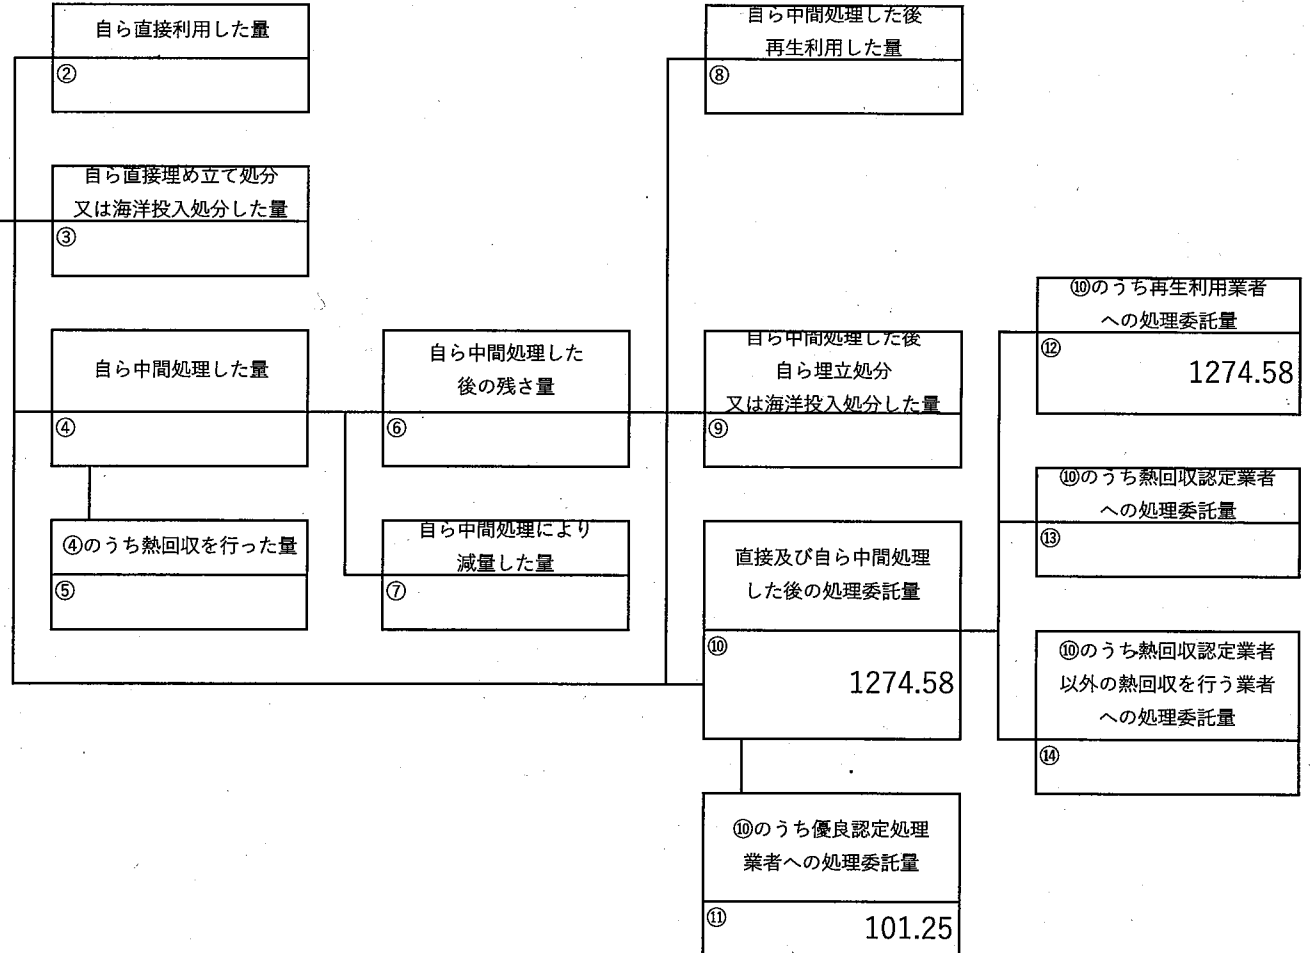 自ら直接利用した量
②
自ら直接埋め立て処分
又は海洋投入処分した量
③
自ら中間処理した量
④
④のうち熱回収を行った量
⑤
自ら中間処理した
後の残さ量
⑥
自ら中間処理により
減量した量
⑦
自ら中間処理した後
再生利用した量
⑧
自ら中間処理した後
自ら埋立処分
又は海洋投入処分した量
⑨
直接及び自ら中間処理
した後の処理委託量
⑩
1274.58
⑩のうち優良認定処理
業者への処理委託量
⑪
101.25
⑩のうち再生利用業者
への処理委託量
⑫
1274.58
⑩のうち熱回収認定業者
への処理委託量
⑬
⑩のうち熱回収認定業者
以外の熱回収を行う業者
への処理委託量
⑭